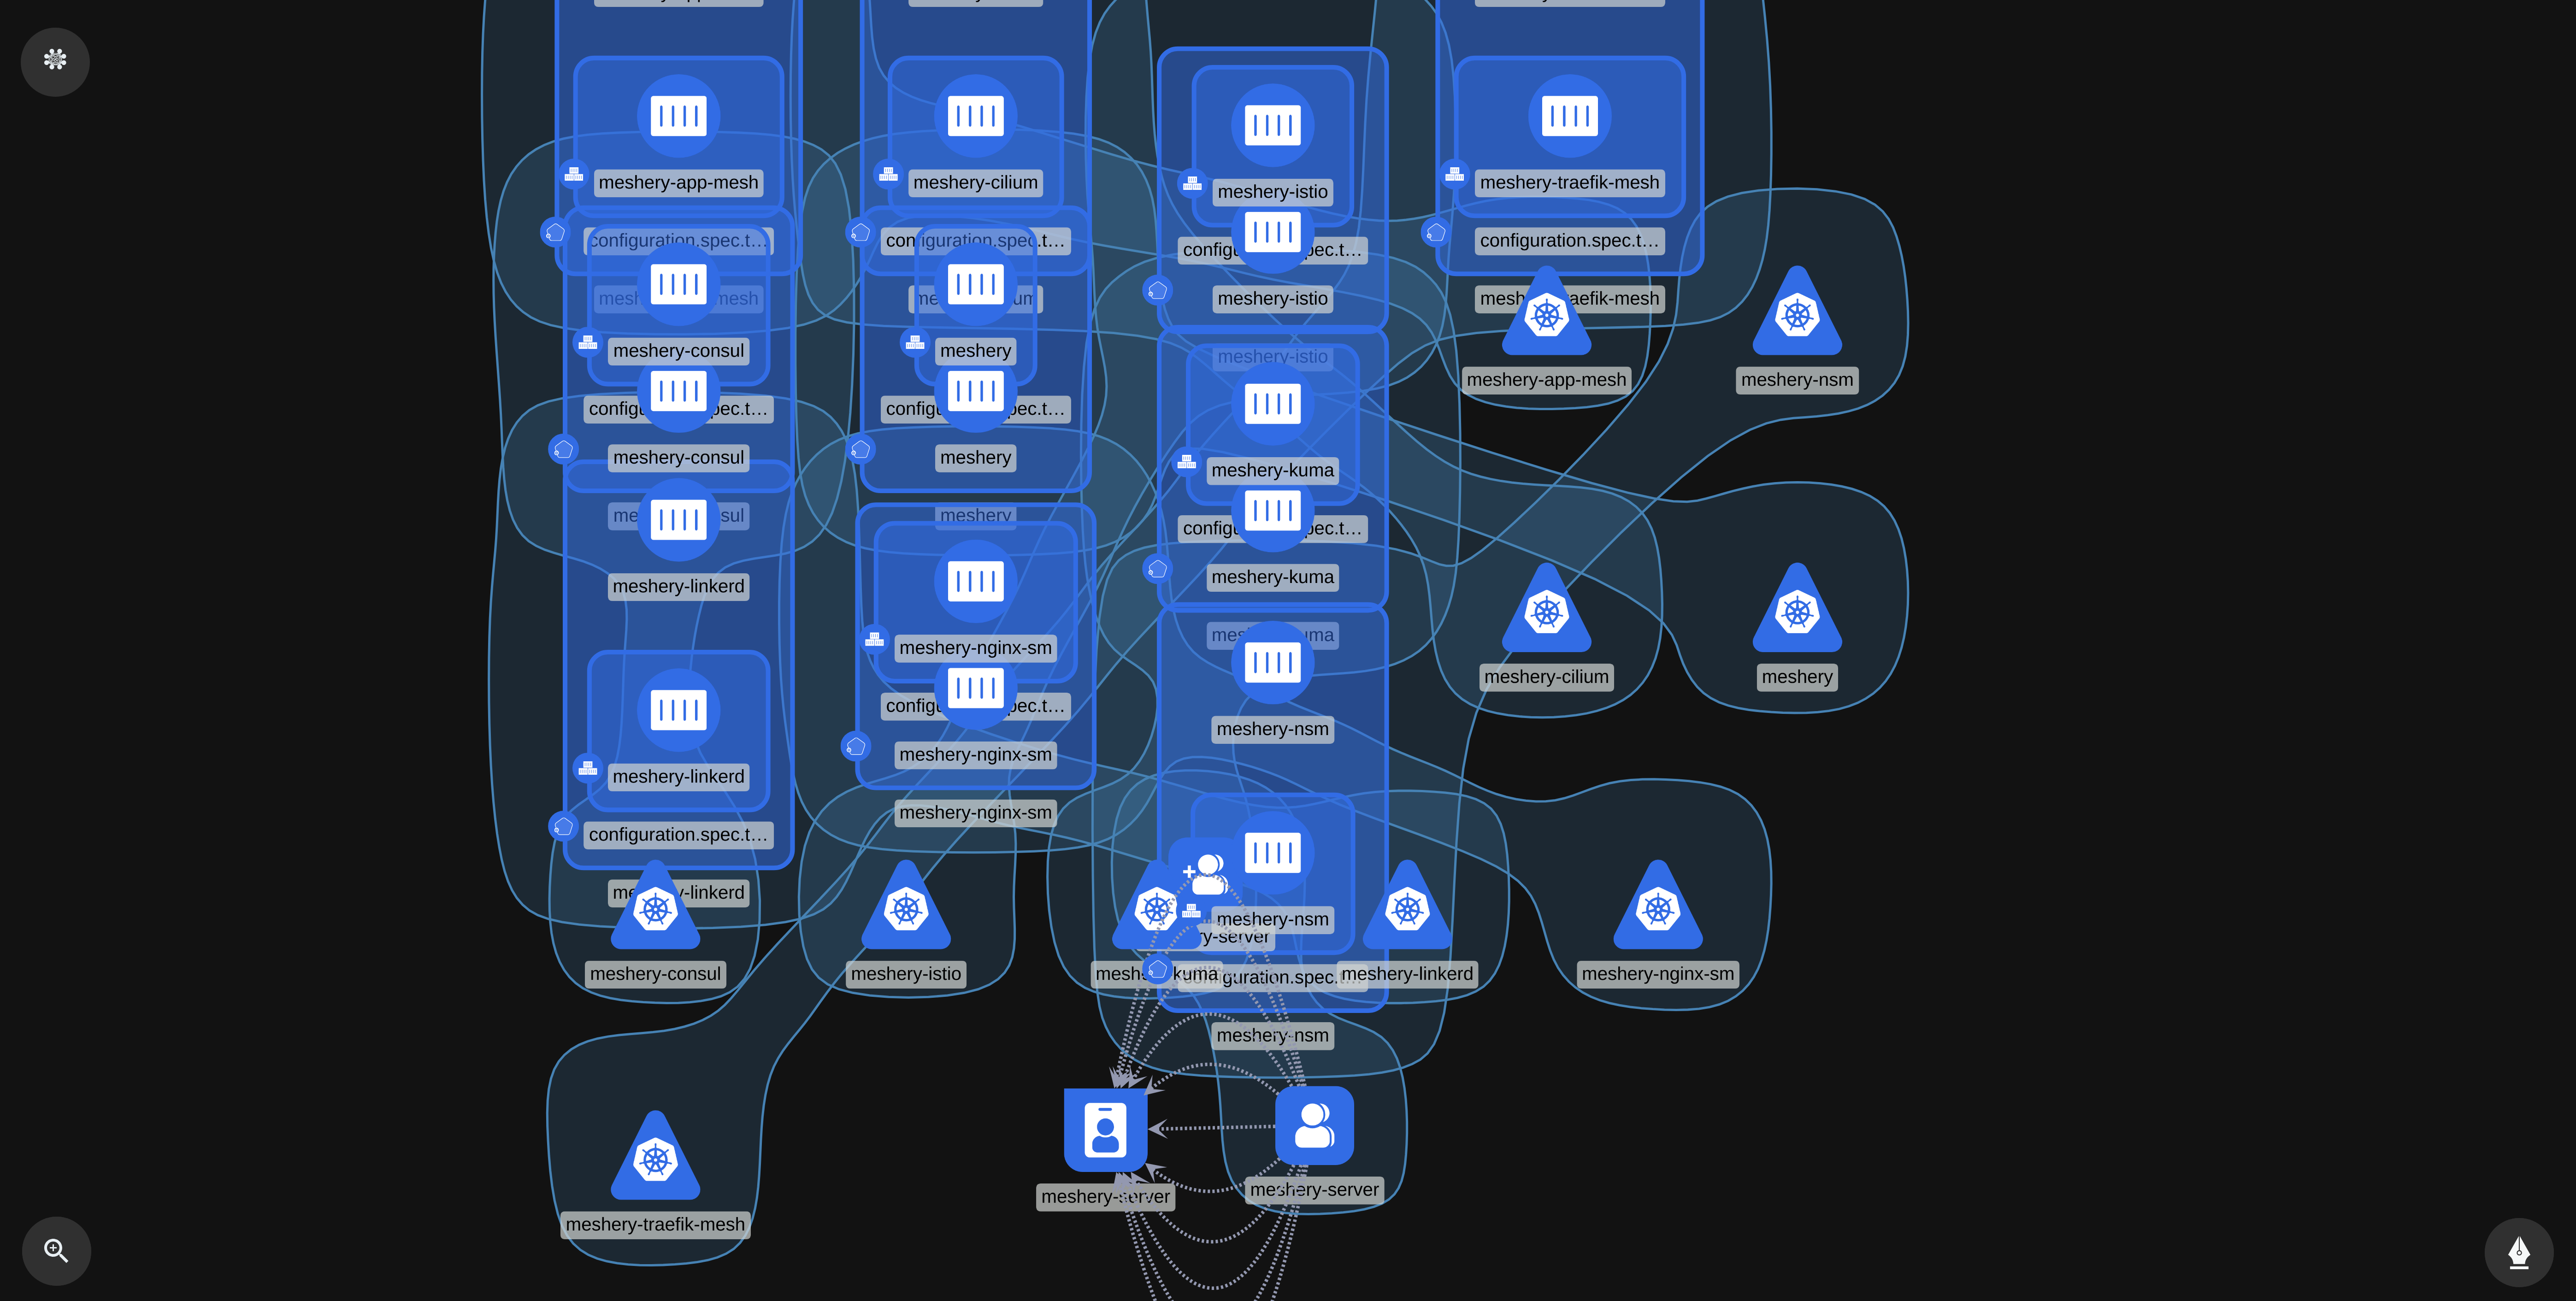 meshery-app-mesh
meshery-cilium
meshery-istio
meshery-traefik-mesh
configuration.spec.t…
configuration.spec.t…
configuration.spec.t…
meshery-istio
meshery-consul
meshery
meshery-istio
meshery-app-mesh
meshery-nsm
meshery-consul
meshery
meshery-kuma
meshery
meshery-kuma
meshery-linkerd
meshery-nginx-sm
meshery-cilium
meshery
meshery-nsm
meshery-nginx-sm
meshery-linkerd
meshery-nginx-sm
configuration.spec.t…
meshery-nsm
meshery-consul
meshery-istio
meshery-linkerd
meshery-nginx-sm
meshery-nsm
meshery-server
meshery-server
meshery-traefik-mesh